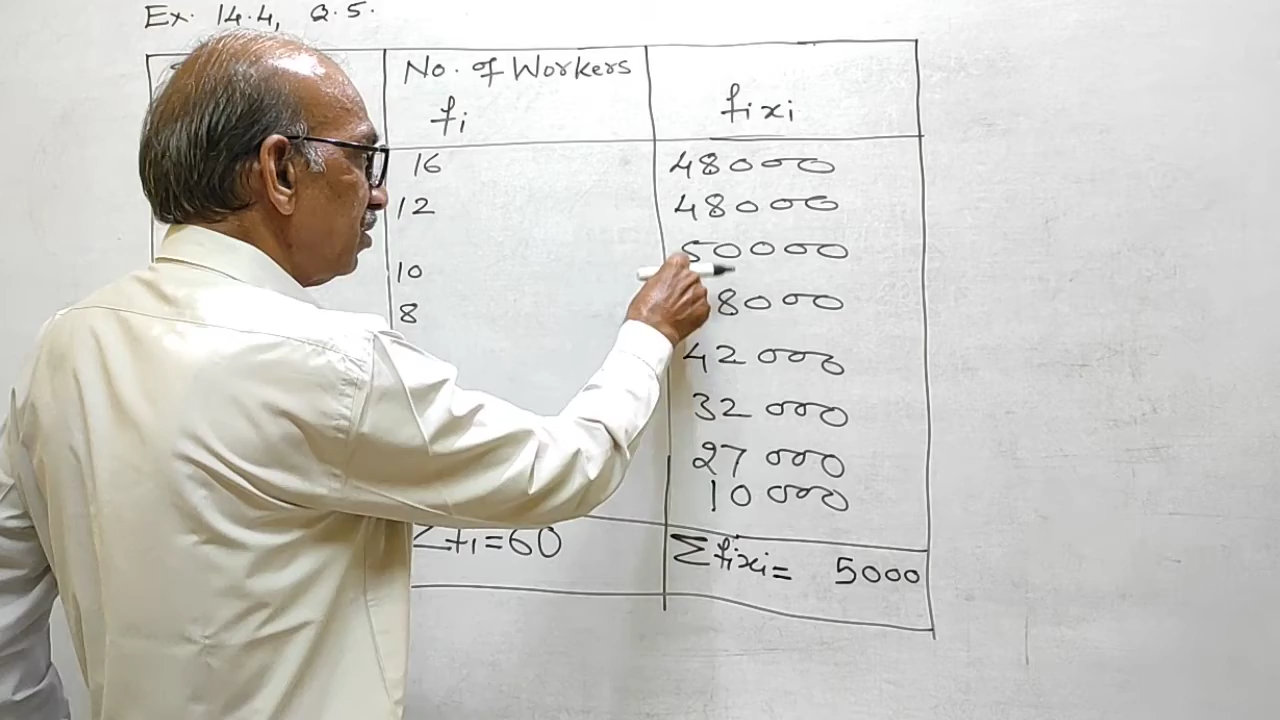 Ex. 14.4, Q.5.
No. of Workers
fi
fixi
16
48000
12
48000
50000
10
8000
8
42000
32000
27000
10000
Σfi=60
Σfixi= 5000